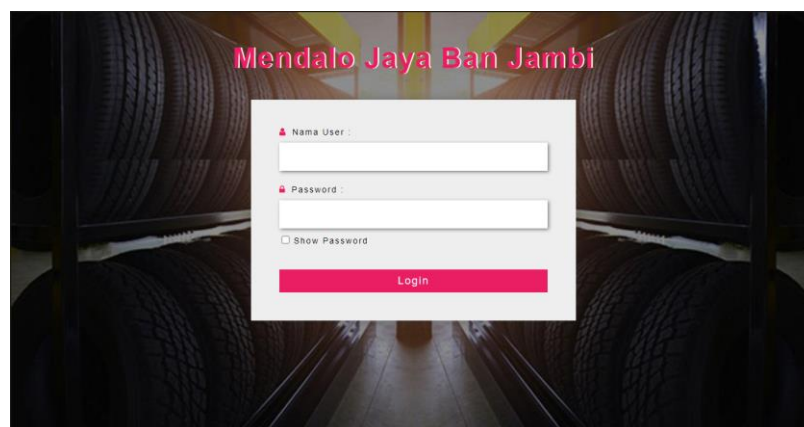 Mendalo Jaya Ban Jambi
Nama User :
Password :
Show Password
Login